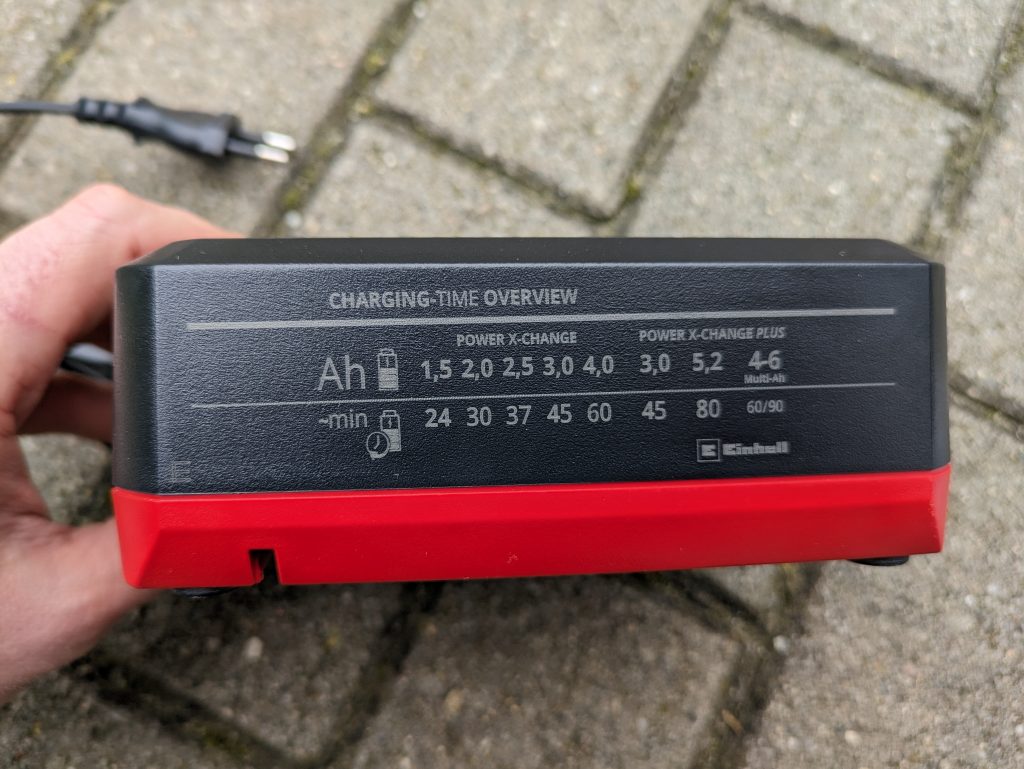 CHARGING-TIME OVERVIEW
POWER X-CHANGE POWER X-CHANGE PLUS
Ah 1,5 2,0 2,5 3,0 4,0 3,0 5,2 4-6
Multi-Ah
~min 24 30 37 45 60 45 80 60/90
E Einhell
E